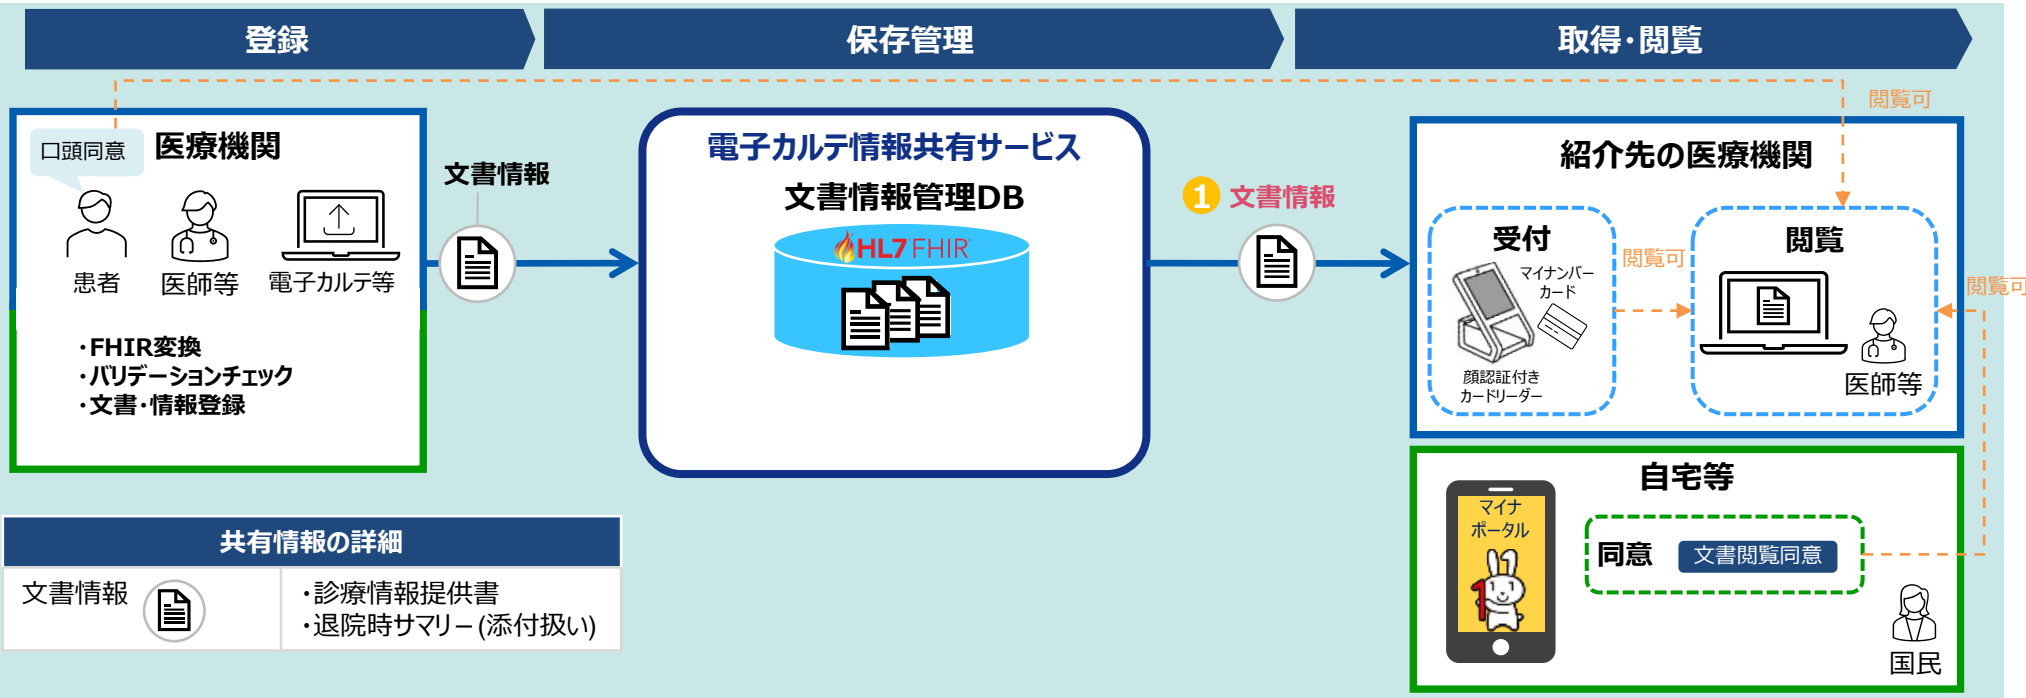 登録
保存管理
取得・閲覧
閲覧可
口頭同意
医療機関
患者
医師等
電子カルテ等
・FHIR変換
・バリデーションチェック
・文書・情報登録
文書情報
電子カルテ情報共有サービス
文書情報管理DB
HL7 FHIR
1 文書情報
紹介先の医療機関
受付
マイナンバー
カード
顔認証付き
カードリーダー
閲覧可
閲覧
医師等
閲覧可
自宅等
マイナ
ポータル
1
同意
文書閲覧同意
国民
共有情報の詳細
文書情報
・診療情報提供書
・退院時サマリー(添付扱い)